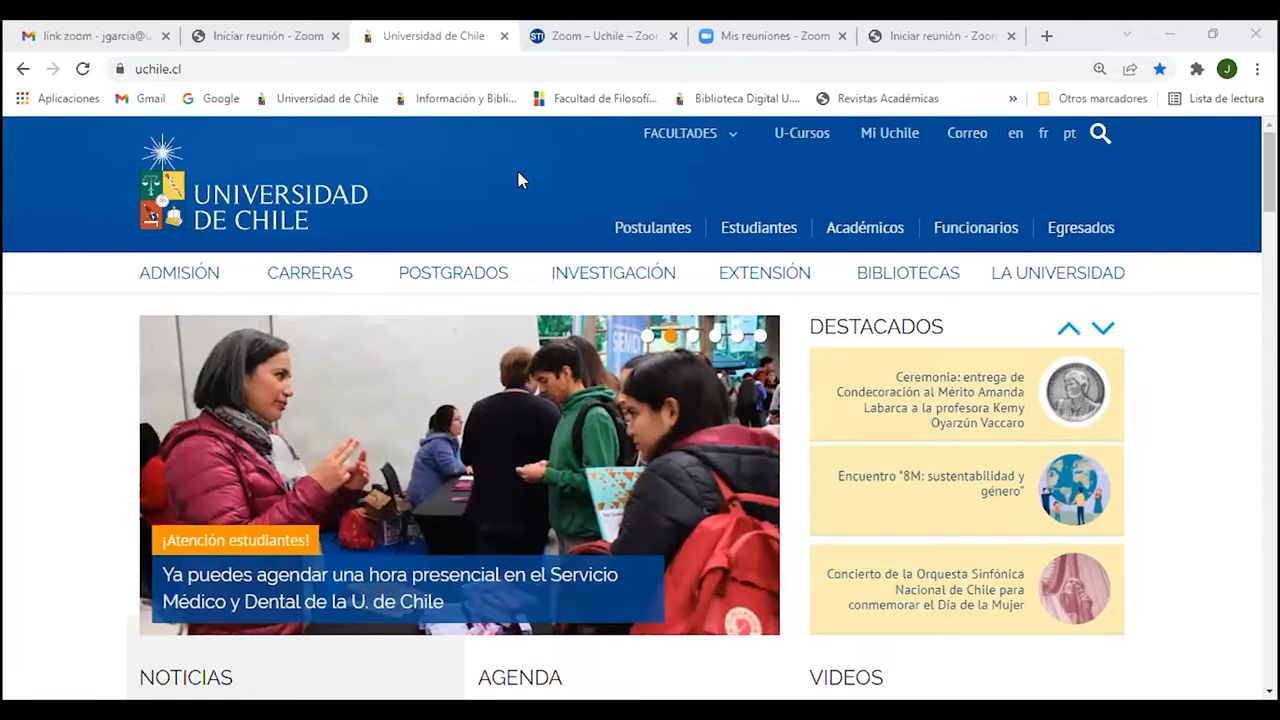 link zoom - jgarcia@u
Iniciar reunión - Zoom
Universidad de Chile
STI
Zoom – Uchile – Zoor
Mis reuniones - Zoom
Iniciar reunión - Zoom
uchile.cl
J
Aplicaciones
Gmail
Google
Universidad de Chile
Información y Bibli...
Facultad de Filosofí...
Biblioteca Digital U....
Revistas Académicas
»
Otros marcadores
Lista de lectura
FACULTADES
U-Cursos
Mi Uchile
Correo
en
fr
pt
UNIVERSIDAD
DE CHILE
Postulantes
Estudiantes
Académicos
Funcionarios
Egresados
ADMISIÓN
CARRERAS
POSTGRADOS
INVESTIGACIÓN
EXTENSIÓN
BIBLIOTECAS
LA UNIVERSIDAD
¡Atención estudiantes!
Ya puedes agendar una hora presencial en el Servicio
Médico y Dental de la U. de Chile
DESTACADOS
Ceremonia: entrega de
Condecoración al Mérito Amanda
Labarca a la profesora Kemy
Oyarzún Vaccaro
Encuentro "8M: sustentabilidad y
género"
Concierto de la Orquesta Sinfónica
Nacional de Chile para
conmemorar el Día de la Mujer
NOTICIAS
AGENDA
VIDEOS